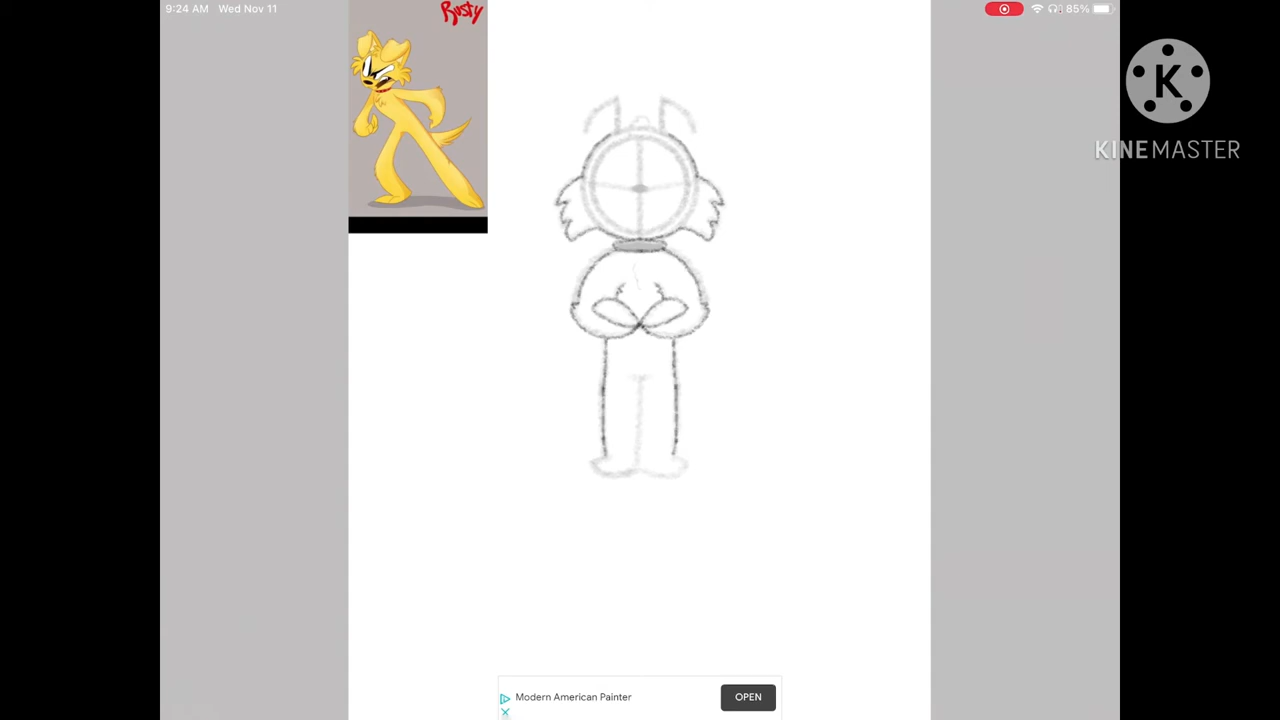 9:24 AM Wed Nov 11
85%
Rusty
K
KINEMASTER
Modern American Painter
OPEN